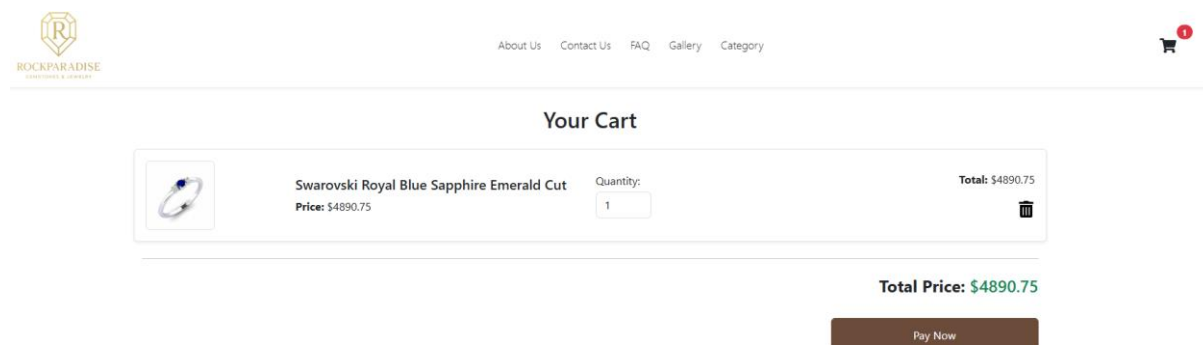 R
ROCKPARADISE
About Us Contact Us FAQ Gallery Category
1
Your Cart
Swarovski Royal Blue Sapphire Emerald Cut
Price: $4890.75
Quantity:
1
Total: $4890.75
Total Price: $4890.75
Pay Now